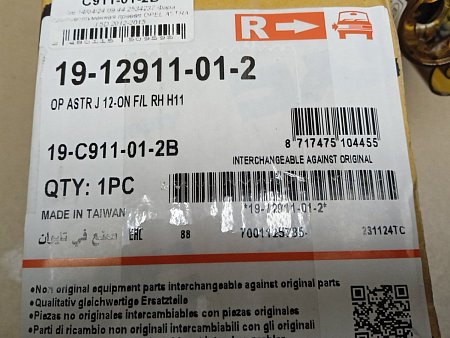 C911-01-2B
R
19-12911-01-2
OP ASTR J 12-ON F/L RH H11
8 717475 104455
19-C911-01-2B
INTERCHANGEABLE AGAINST ORIGINAL
QTY: 1PC
*19-12911-01-2*
MADE IN TAIWAN
صنع في تايوان
EAC
88
231124TC
•Non original equipment parts interchangeable against original parts
•Qualitativ gleichwertige Ersatzteile
•Piezas no originales intercambiables con piezas originales
•Parti di ricambio non originali intercambiabili con gli originali